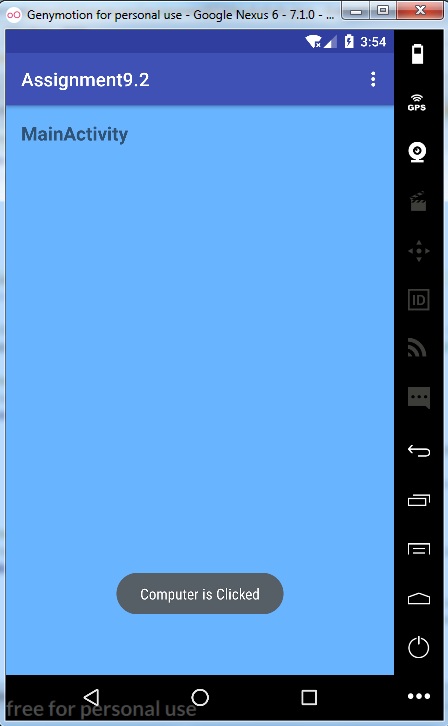 Genymotion for personal use - Google Nexus 6 - 7.1.0 - ...
3:54
Assignment9.2
GPS
MainActivity
ID
Computer is Clicked
free for personal use